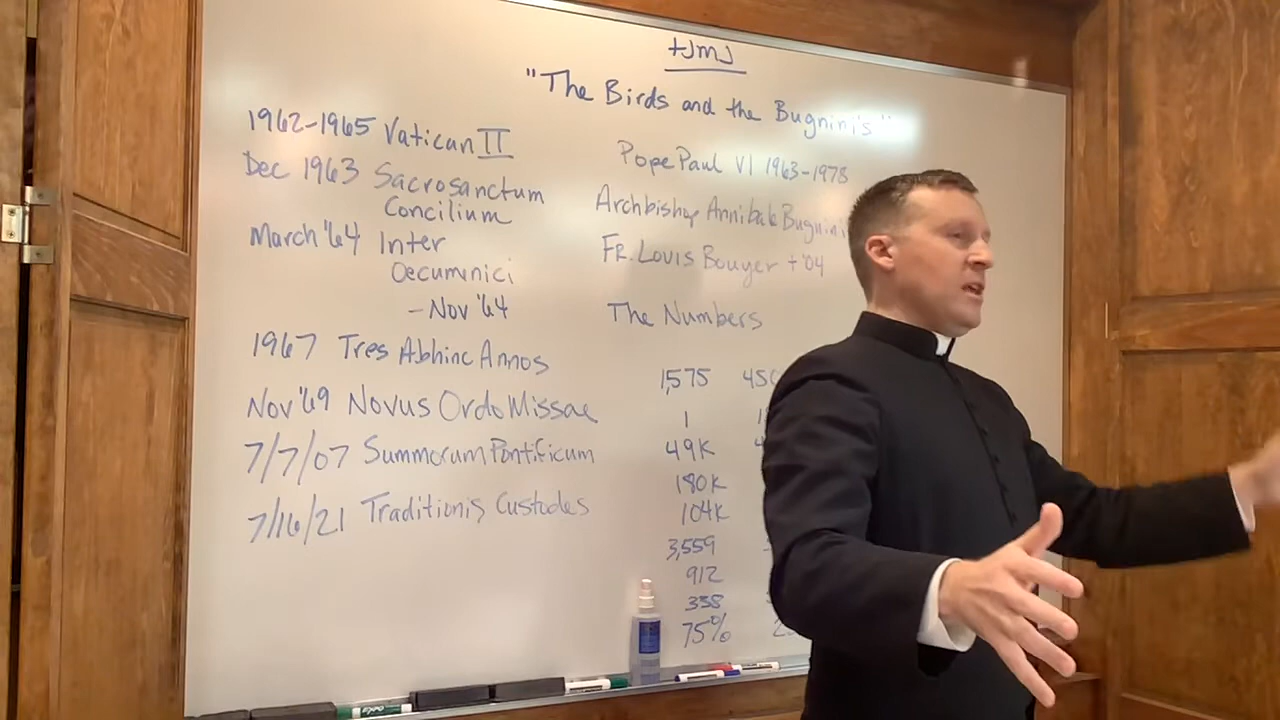 +JMJ
"The Birds and the Bugnini's"
1962-1965 Vatican II
Dec 1963 Sacrosanctum
Concilium
March '64 Inter
Oecumenici
- Nov '64
1967 Tres Abhinc Annos
Nov '69 Novus Ordo Missae
7/7/07 Summorum Pontificum
7/16/21 Traditionis Custodes
Pope Paul VI 1963-1978
Archbishop Annibale Bugnini
FR. Louis Bouyer + '04
The Numbers
1,575 450
1
49K
180K
104K
3,559
912
338
75%